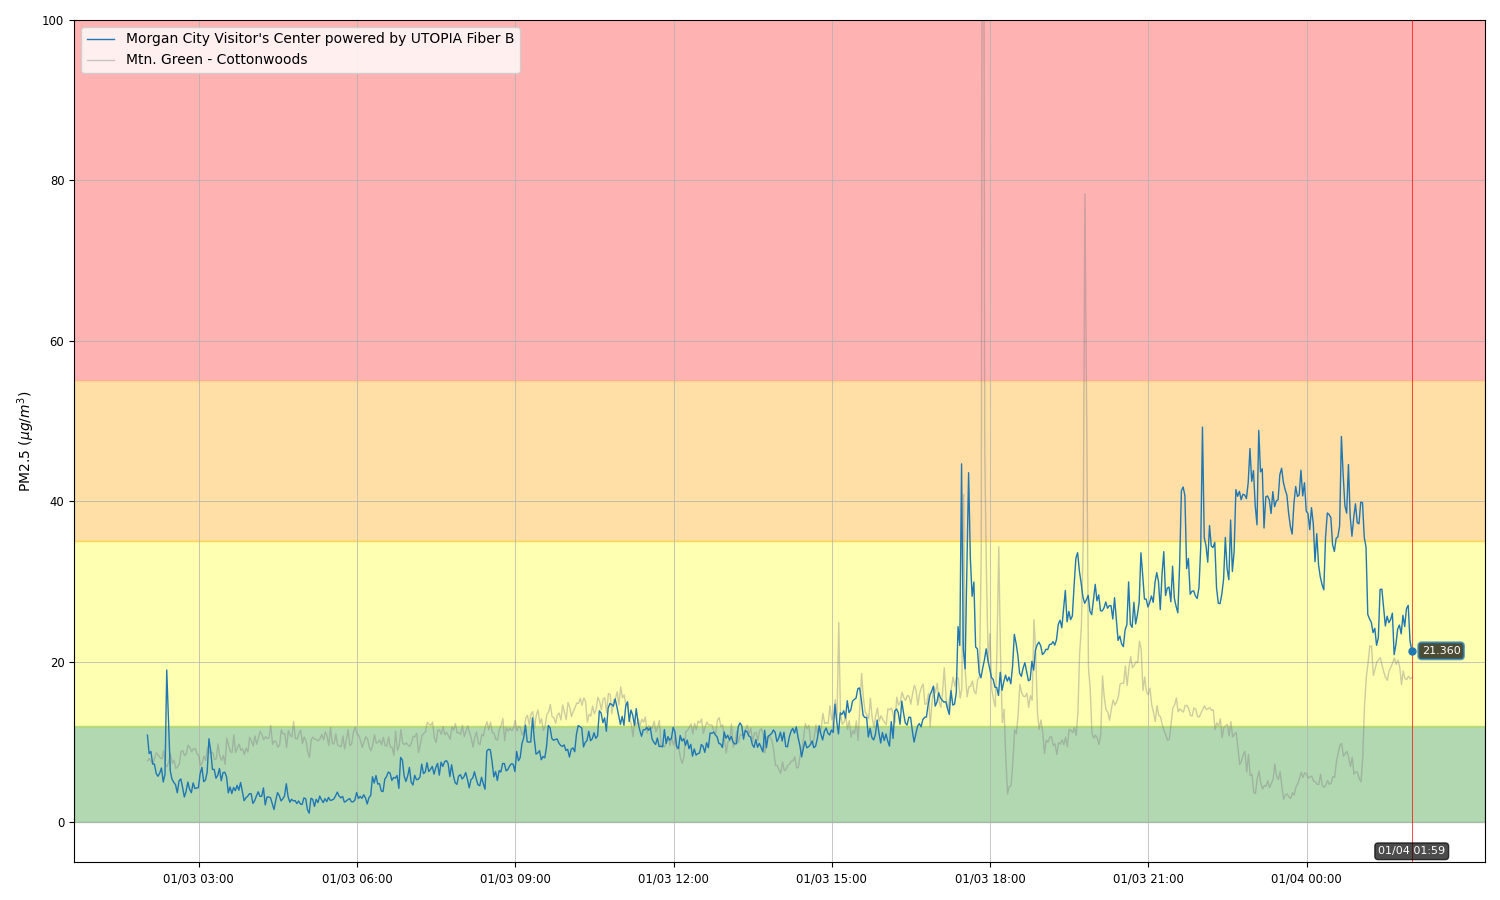 100
Morgan City Visitor's Center powered by UTOPIA Fiber B
Mtn. Green - Cottonwoods
80
60
PM2.5 (μg/m³)
40
20
21.360
0
01/04 01:59
01/03 03:00 01/03 06:00 01/03 09:00 01/03 12:00 01/03 15:00 01/03 18:00 01/03 21:00 01/04 00:00